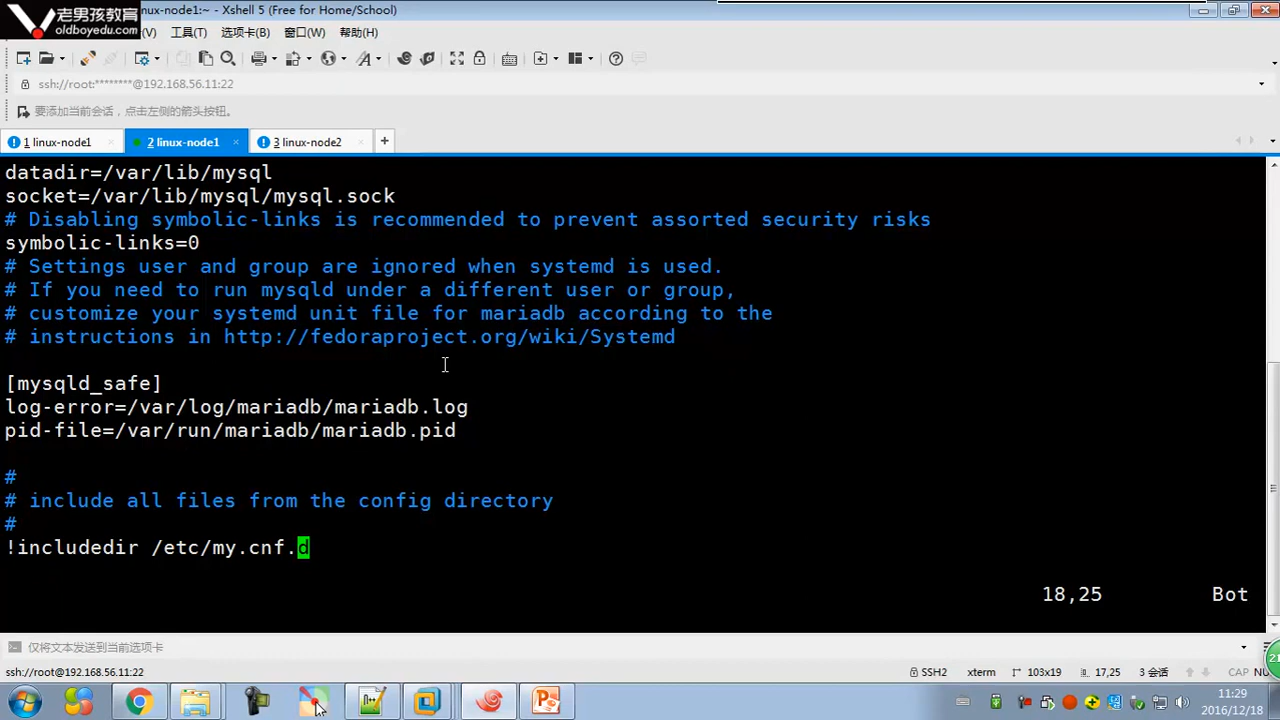 老男孩教育
oldboyedu.com
nux-node1:~ - Xshell 5 (Free for Home/School)
(V) 工具(T) 选项卡(B) 窗口(W) 帮助(H)
ssh://root:********@192.168.56.11:22
要添加当前会话，点击左侧的箭头按钮。
1 linux-node1 × 2 linux-node1 × 3 linux-node2 × +
datadir=/var/lib/mysql
socket=/var/lib/mysql/mysql.sock
# Disabling symbolic-links is recommended to prevent assorted security risks
symbolic-links=0
# Settings user and group are ignored when systemd is used.
# If you need to run mysqld under a different user or group,
# customize your systemd unit file for mariadb according to the
# instructions in http://fedoraproject.org/wiki/Systemd
[mysqld_safe]
log-error=/var/log/mariadb/mariadb.log
pid-file=/var/run/mariadb/mariadb.pid
#
# include all files from the config directory
#
!includedir /etc/my.cnf.d
18,25 Bot
仅将文本发送到当前选项卡
ssh://root@192.168.56.11:22 SSH2 xterm 103x19 17,25 3 会话 CAP NU
11:29
2016/12/18